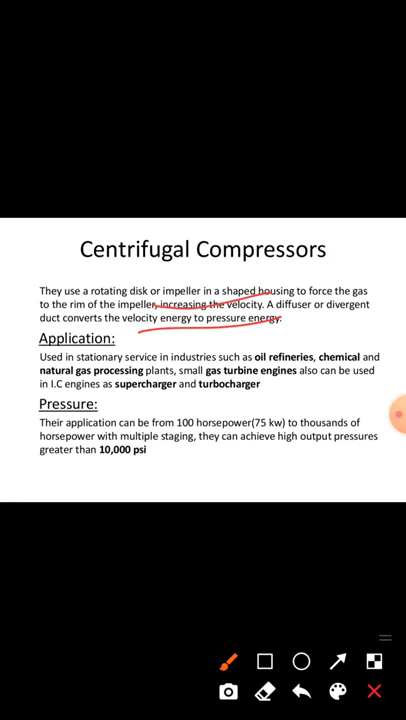 Centrifugal Compressors
They use a rotating disk or impeller in a shaped housing to force the gas
to the rim of the impeller, increasing the velocity. A diffuser or divergent
duct converts the velocity energy to pressure energy.
Application:
Used in stationary service in industries such as oil refineries, chemical and
natural gas processing plants, small gas turbine engines also can be used
in I.C engines as supercharger and turbocharger
Pressure:
Their application can be from 100 horsepower(75 kw) to thousands of
horsepower with multiple staging, they can achieve high output pressures
greater than 10,000 psi